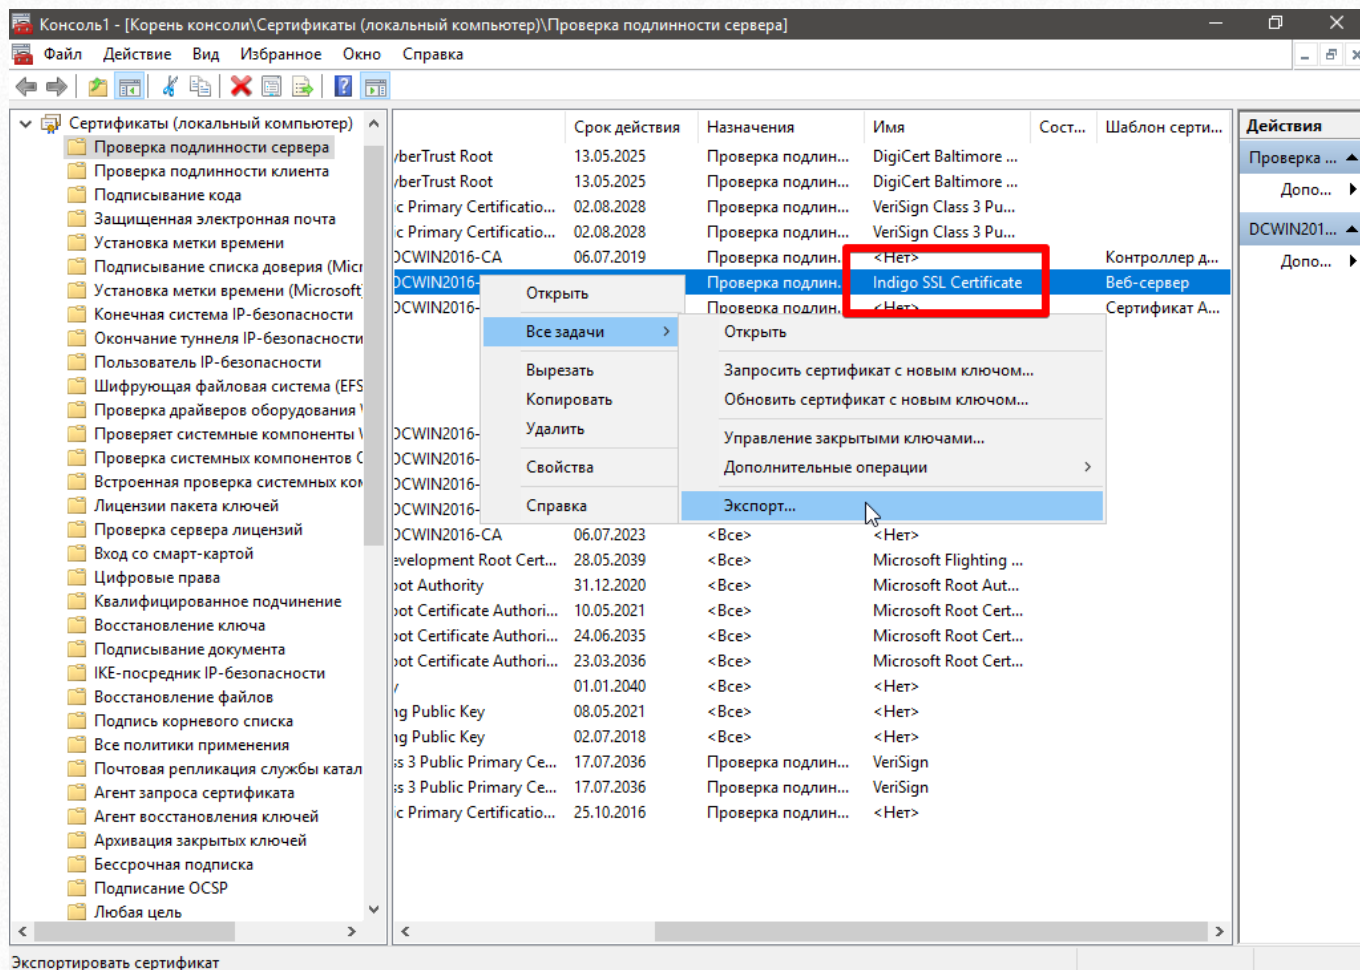 Консоль1 - [Корень консоли\Сертификаты (локальный компьютер)\Проверка подлинности сервера]
Файл Действие Вид Избранное Окно Справка
Сертификаты (локальный компьютер)
Проверка подлинности сервера
Проверка подлинности клиента
Подписывание кода
Защищенная электронная почта
Установка метки времени
Подписывание списка доверия (Micr
Установка метки времени (Microsoft
Конечная система IP-безопасности
Окончание туннеля IP-безопасности
Пользователь IP-безопасности
Шифрующая файловая система (EFS
Проверка драйверов оборудования
Проверяет системные компоненты
Проверка системных компонентов
Встроенная проверка системных ком
Лицензии пакета ключей
Проверка сервера лицензий
Вход со смарт-картой
Цифровые права
Квалифицированное подчинение
Восстановление ключа
Подписывание документа
IKE-посредник IP-безопасности
Восстановление файлов
Подпись корневого списка
Все политики применения
Почтовая репликация службы катал
Агент запроса сертификата
Агент восстановления ключей
Архивация закрытых ключей
Бессрочная подписка
Подписание OCSP
Любая цель
Срок действия Назначения Имя Сост... Шаблон серти...
yberTrust Root 13.05.2025 Проверка подлин... DigiCert Baltimore ...
yberTrust Root 13.05.2025 Проверка подлин... DigiCert Baltimore ...
ic Primary Certificatio... 02.08.2028 Проверка подлин... VeriSign Class 3 Pu...
ic Primary Certificatio... 02.08.2028 Проверка подлин... VeriSign Class 3 Pu...
DCWIN2016-CA 06.07.2019 Проверка подлин.. <Нет> Контроллер д...
DCWIN2016- Проверка подлин.. Indigo SSL Certificate Веб-сервер
DCWIN2016- Проверка подлин.. <Нет> Сертификат А...
DCWIN2016-
DCWIN2016-
DCWIN2016-
DCWIN2016-
DCWIN2016-CA 06.07.2023 <Все> <Нет>
evelopment Root Cert... 28.05.2039 <Все> Microsoft Flighting ...
oot Authority 31.12.2020 <Все> Microsoft Root Aut...
oot Certificate Authori... 10.05.2021 <Все> Microsoft Root Cert...
oot Certificate Authori... 24.06.2035 <Все> Microsoft Root Cert...
oot Certificate Authori... 23.03.2036 <Все> Microsoft Root Cert...
y 01.01.2040 <Все> <Нет>
ng Public Key 08.05.2021 <Все> <Нет>
ng Public Key 02.07.2018 <Все> <Нет>
ss 3 Public Primary Ce... 17.07.2036 Проверка подлин... VeriSign
ss 3 Public Primary Ce... 17.07.2036 Проверка подлин... VeriSign
ic Primary Certificatio... 25.10.2016 Проверка подлин... <Нет>
Открыть
Все задачи
Вырезать
Копировать
Удалить
Свойства
Справка
Открыть
Запросить сертификат с новым ключом...
Обновить сертификат с новым ключом...
Управление закрытыми ключами...
Дополнительные операции
Экспорт...
Действия
Проверка ...
Допо...
DCWIN201...
Допо...
Экспортировать сертификат